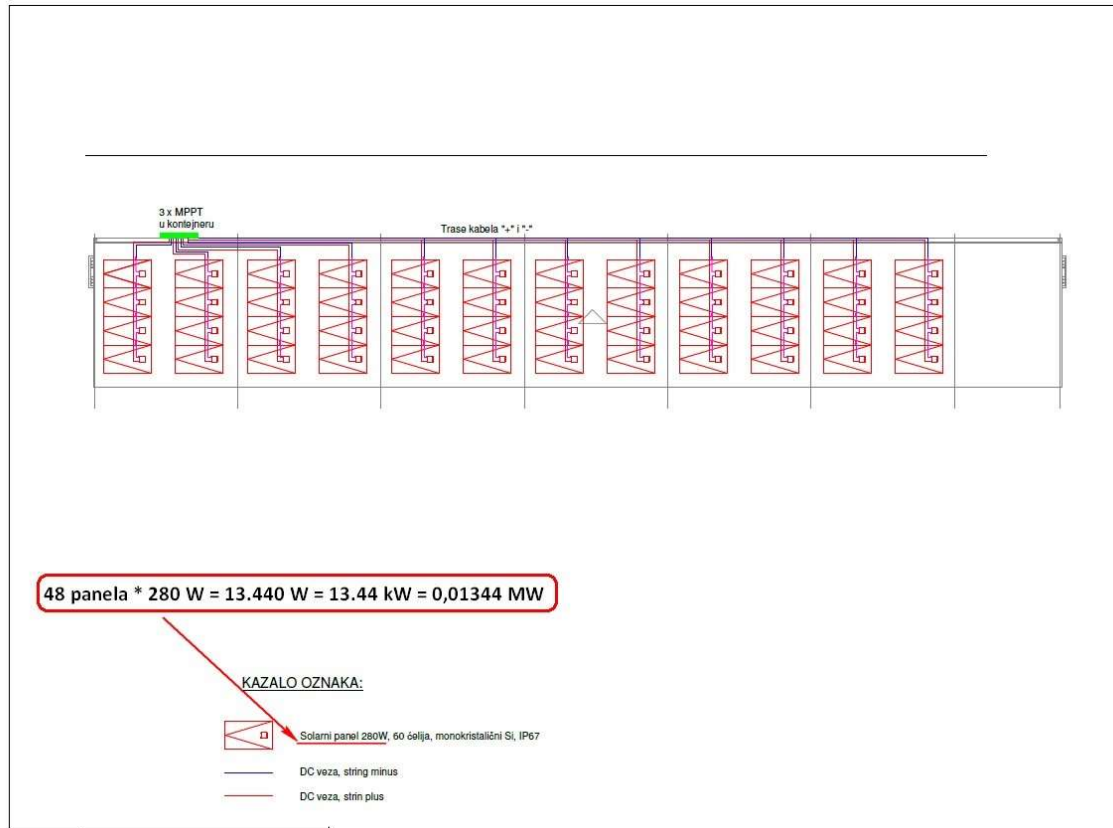 3 x MPPT
u kontejneru
Trase kabela "+" i "-"
48 panela * 280 W = 13.440 W = 13.44 kW = 0,01344 MW
KAZALO OZNAKA:
Solarni panel 280W, 60 ćelija, monokristalični Si, IP67
DC veza, string minus
DC veza, strin plus